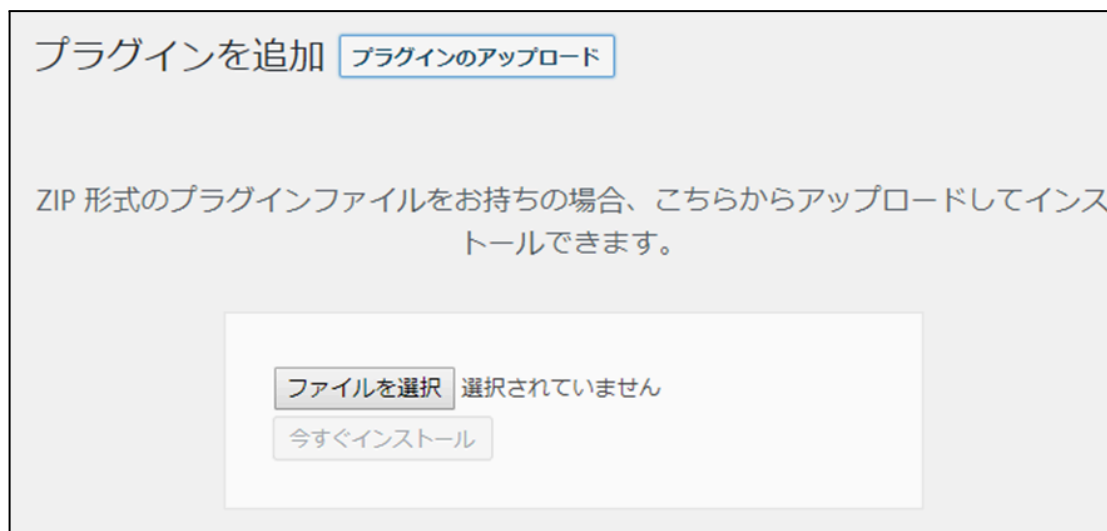 プラグインを追加 プラグインのアップロード
ZIP 形式のプラグインファイルをお持ちの場合、こちらからアップロードしてインス
トールできます。
ファイルを選択 選択されていません
今すぐインストール